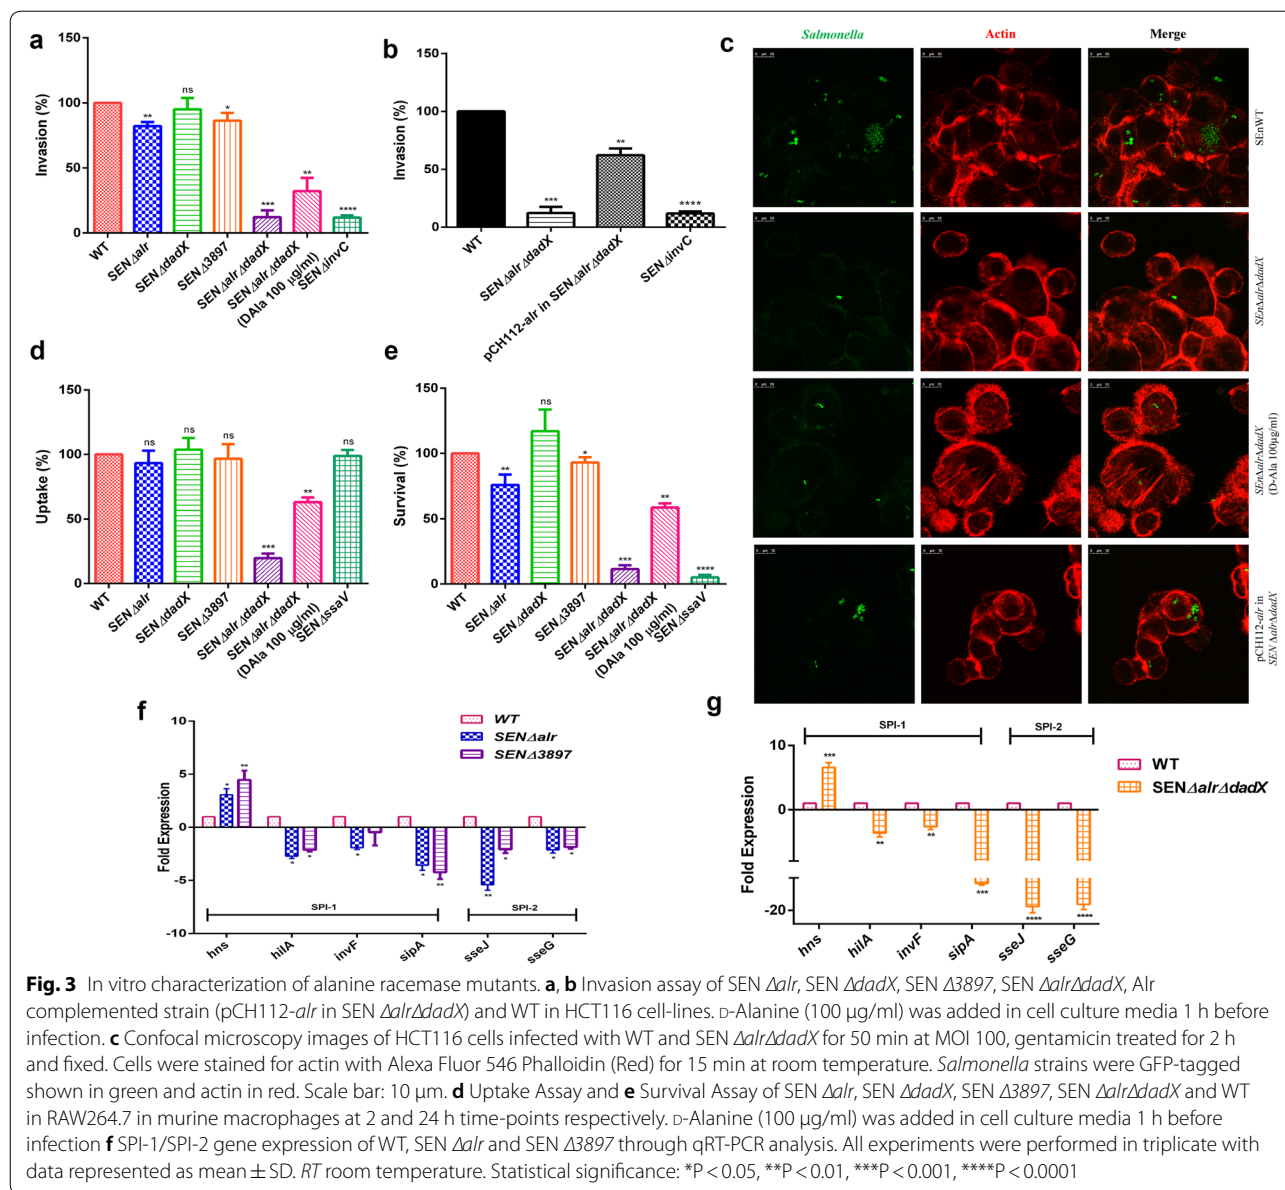 a
150
100
50
0
Invasion (%)
**
ns
*
***
**
****
WT
SENΔalr
SENΔdadX
SENΔ3897
SENΔalrΔdadX
SENΔalrΔdadX
(DAla 100 µg/ml)
SENΔinvC
b
150
100
50
0
Invasion (%)
***
**
****
WT
SENΔalrΔdadX
pCH112-alr in SENΔalrΔdadX
SENΔinvC
c
Salmonella Actin Merge
SEnWT
SEnΔalrΔdadX
SEnΔalrΔdadX
(D-Ala 100µg/ml)
pCH112-alr in
SEN ΔalrΔdadX
d
150
100
50
0
Uptake (%)
ns
ns
ns
***
**
ns
WT
SENΔalr
SENΔdadX
SENΔ3897
SENΔalrΔdadX
SENΔalrΔdadX
(DAla 100 µg/ml)
SENΔssaV
e
150
100
50
0
Survival (%)
**
ns
*
***
**
****
WT
SENΔalr
SENΔdadX
SENΔ3897
SENΔalrΔdadX
SENΔalrΔdadX
(DAla 100 µg/ml)
SENΔssaV
f
10
5
0
-5
-10
Fold Expression
WT
SENΔalr
SENΔ3897
*
**
*
*
*
*
**
**
*
*
*
SPI-1
SPI-2
hns
hilA
invF
sipA
sseJ
sseG
g
SPI-1
SPI-2
10
0
-20
Fold Expression
WT
SENΔalrΔdadX
***
**
**
***
****
****
hns
hilA
invF
sipA
sseJ
sseG
Fig. 3 In vitro characterization of alanine racemase mutants. a, b Invasion assay of SEN Δalr, SEN ΔdadX, SEN Δ3897, SEN ΔalrΔdadX, Alr
complemented strain (pCH112-alr in SEN ΔalrΔdadX) and WT in HCT116 cell-lines. D-Alanine (100 µg/ml) was added in cell culture media 1 h before
infection. c Confocal microscopy images of HCT116 cells infected with WT and SEN ΔalrΔdadX for 50 min at MOI 100, gentamicin treated for 2 h
and fixed. Cells were stained for actin with Alexa Fluor 546 Phalloidin (Red) for 15 min at room temperature. Salmonella strains were GFP-tagged
shown in green and actin in red. Scale bar: 10 µm. d Uptake Assay and e Survival Assay of SEN Δalr, SEN ΔdadX, SEN Δ3897, SEN ΔalrΔdadX and WT
in RAW264.7 in murine macrophages at 2 and 24 h time-points respectively. D-Alanine (100 µg/ml) was added in cell culture media 1 h before
infection f SPI-1/SPI-2 gene expression of WT, SEN Δalr and SEN Δ3897 through qRT-PCR analysis. All experiments were performed in triplicate with
data represented as mean ± SD. RT room temperature. Statistical significance: *P < 0.05, **P < 0.01, ***P < 0.001, ****P < 0.0001